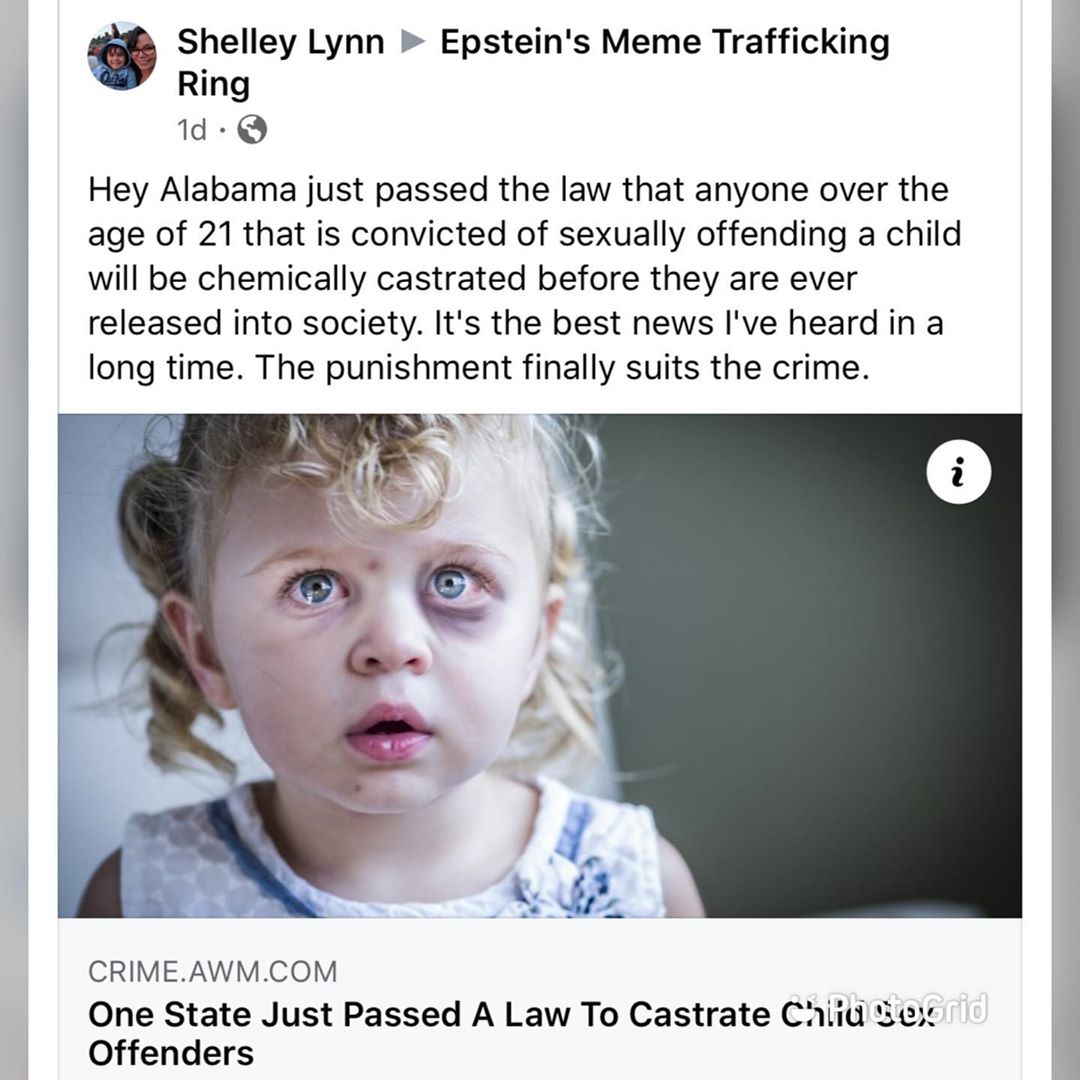 Shelley Lynn ▶ Epstein's Meme Trafficking
Ring
1d ·
Hey Alabama just passed the law that anyone over the
age of 21 that is convicted of sexually offending a child
will be chemically castrated before they are ever
released into society. It's the best news I've heard in a
long time. The punishment finally suits the crime.
i
CRIME.AWM.COM
One State Just Passed A Law To Castrate Child Sex
Offenders
PhotoGrid